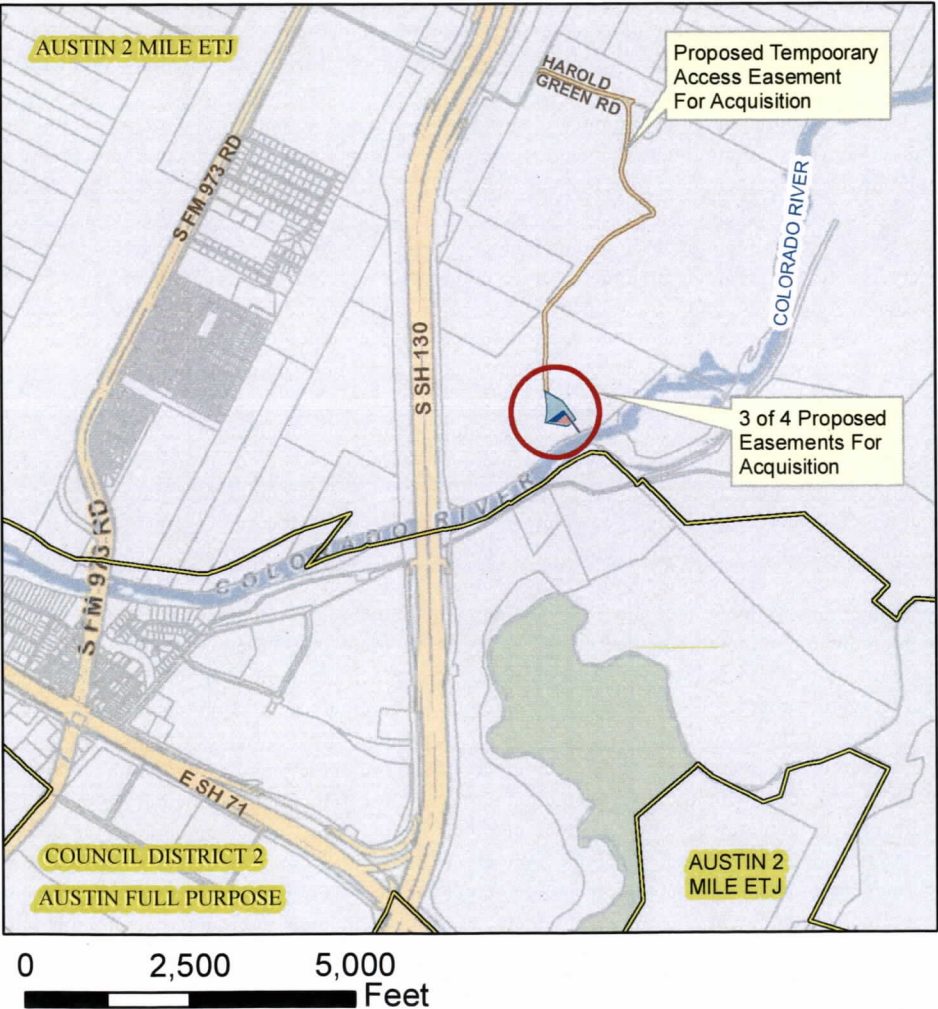 AUSTIN 2 MILE ETJ
HAROLD
GREEN RD
Proposed Tempoorary
Access Easement
For Acquisition
S FM 973 RD
COLORADO RIVER
S SH 130
3 of 4 Proposed
Easements For
Acquisition
COLORADO RIVER
S FM 973 RD
E SH 71
COUNCIL DISTRICT 2
AUSTIN FULL PURPOSE
AUSTIN 2
MILE ETJ
0 2,500 5,000
Feet